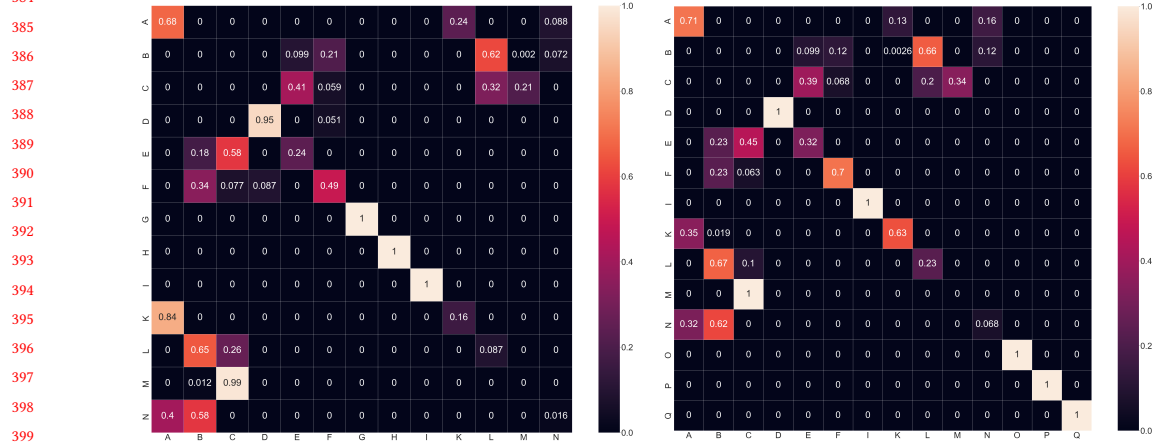 385
386
387
388
389
390
391
392
393
394
395
396
397
398
399
A 0.68 0 0 0 0 0 0 0 0 0.24 0 0 0.088
B 0 0 0 0 0.099 0.21 0 0 0 0 0.62 0.002 0.072
C 0 0 0 0 0.41 0.059 0 0 0 0 0.32 0.21 0
D 0 0 0 0.95 0 0.051 0 0 0 0 0 0 0
E 0 0.18 0.58 0 0.24 0 0 0 0 0 0 0 0
F 0 0.34 0.077 0.087 0 0.49 0 0 0 0 0 0 0
G 0 0 0 0 0 0 1 0 0 0 0 0 0
H 0 0 0 0 0 0 0 1 0 0 0 0 0
I 0 0 0 0 0 0 0 0 1 0 0 0 0
K 0.84 0 0 0 0 0 0 0 0 0.16 0 0 0
L 0 0.65 0.26 0 0 0 0 0 0 0 0.087 0 0
M 0 0.012 0.99 0 0 0 0 0 0 0 0 0 0
N 0.4 0.58 0 0 0 0 0 0 0 0 0 0 0.016
A B C D E F G H I K L M N
1.0
0.8
0.6
0.4
0.2
0.0
A 0.71 0 0 0 0 0 0 0.13 0 0 0.16 0 0 0
B 0 0 0 0 0.099 0.12 0 0.0026 0.66 0 0.12 0 0 0
C 0 0 0 0 0.39 0.068 0 0 0.2 0.34 0 0 0 0
D 0 0 0 1 0 0 0 0 0 0 0 0 0 0
E 0 0.23 0.45 0 0.32 0 0 0 0 0 0 0 0 0
F 0 0.23 0.063 0 0 0.7 0 0 0 0 0 0 0 0
I 0 0 0 0 0 0 1 0 0 0 0 0 0 0
K 0.35 0.019 0 0 0 0 0 0.63 0 0 0 0 0 0
L 0 0.67 0.1 0 0 0 0 0 0.23 0 0 0 0 0
M 0 0 1 0 0 0 0 0 0 0 0 0 0 0
N 0.32 0.62 0 0 0 0 0 0 0 0 0.068 0 0 0
O 0 0 0 0 0 0 0 0 0 0 0 1 0 0
P 0 0 0 0 0 0 0 0 0 0 0 0 1 0
Q 0 0 0 0 0 0 0 0 0 0 0 0 0 1
A B C D E F I K L M N O P Q
1.0
0.8
0.6
0.4
0.2
0.0